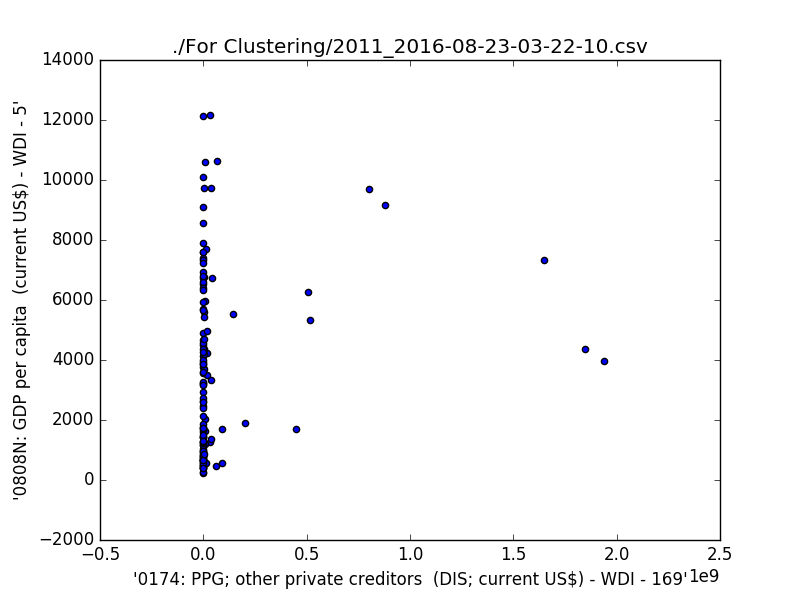 ./For Clustering/2011_2016-08-23-03-22-10.csv
14000
12000
10000
8000
6000
4000
2000
0
−2000
'0808N: GDP per capita  (current US$) - WDI - 5'
−0.5 0.0 0.5 1.0 1.5 2.0 2.5
'0174: PPG; other private creditors  (DIS; current US$) - WDI - 169' 1e9